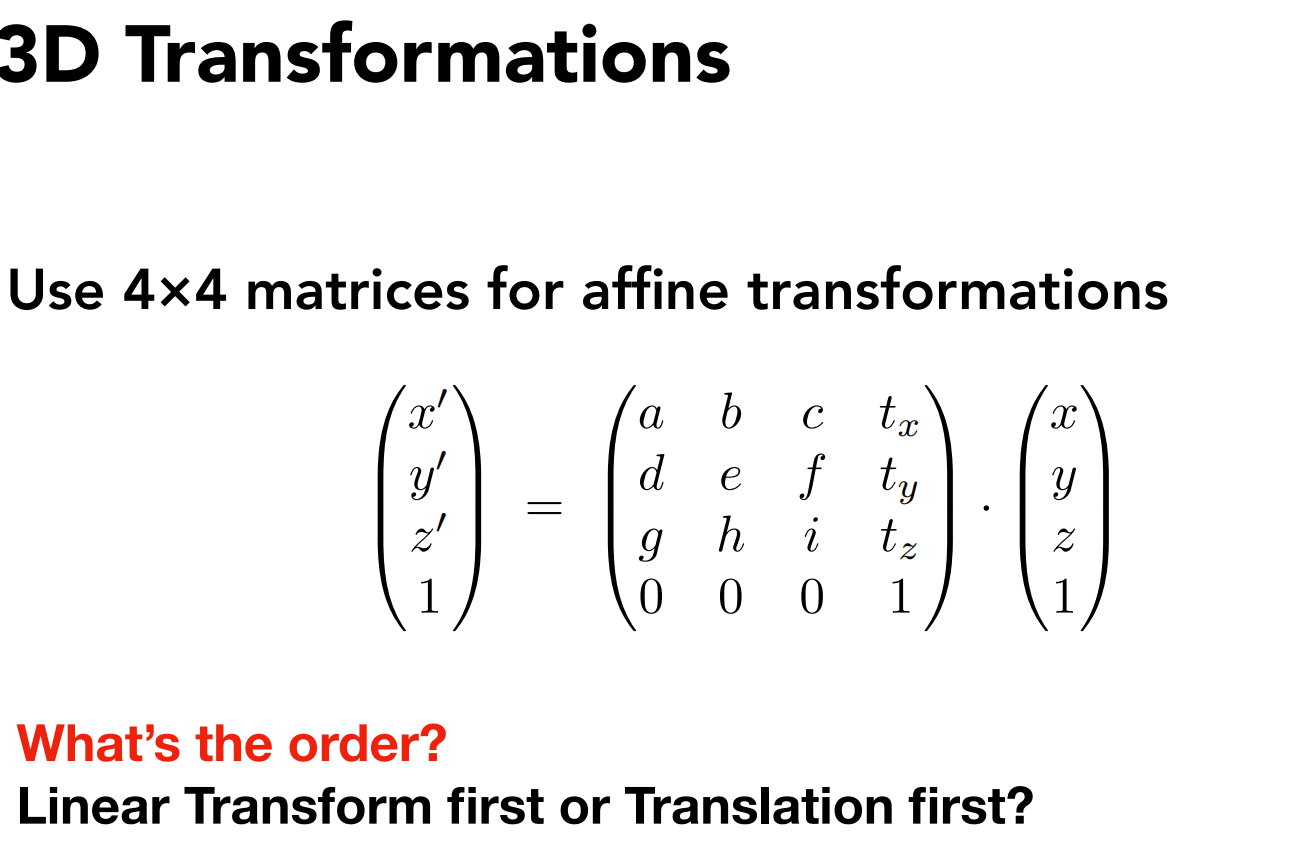 3D Transformations
Use 4×4 matrices for affine transformations
\begin{pmatrix} x' \\ y' \\ z' \\ 1 \end{pmatrix} = \begin{pmatrix} a & b & c & t_x \\ d & e & f & t_y \\ g & h & i & t_z \\ 0 & 0 & 0 & 1 \end{pmatrix} \cdot \begin{pmatrix} x \\ y \\ z \\ 1 \end{pmatrix}
What’s the order?
Linear Transform first or Translation first?